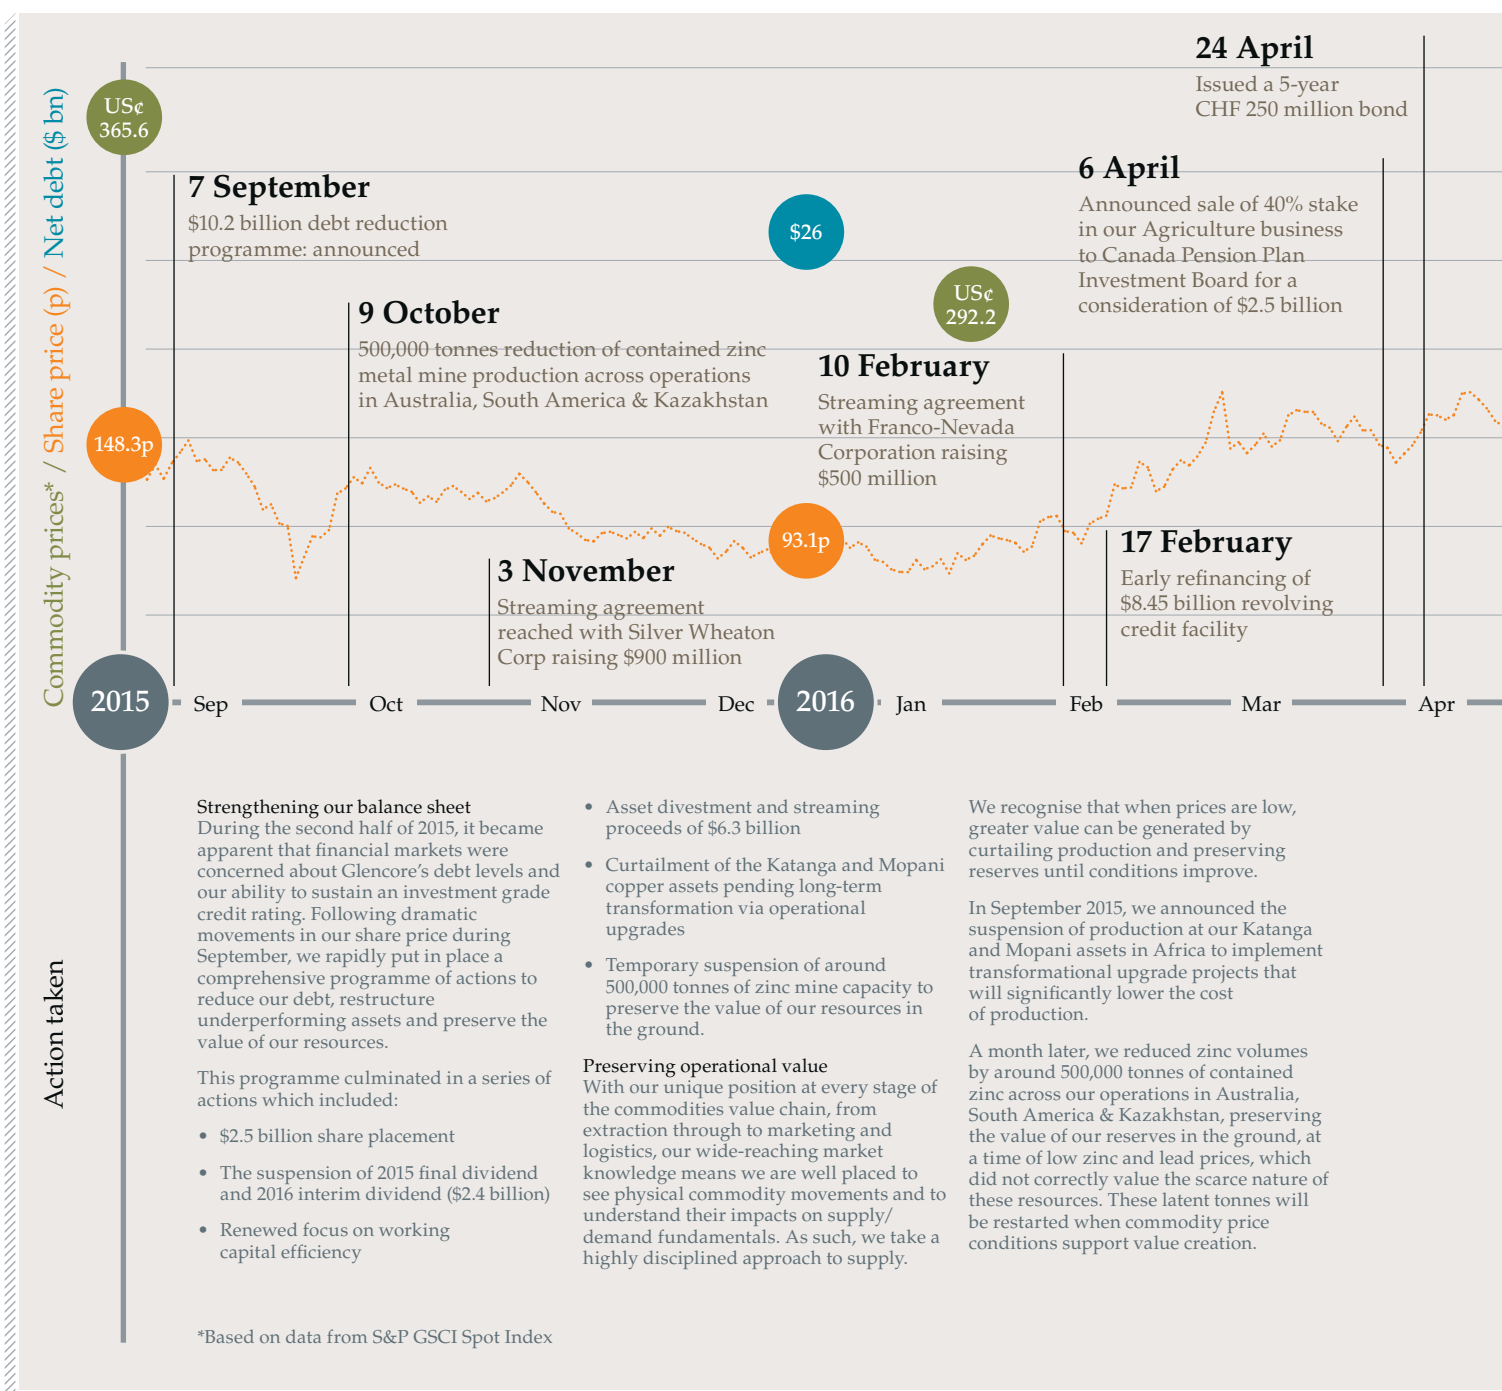 Commodity prices* / Share price (p) / Net debt ($ bn)
US¢
365.6
148.3p
7 September
$10.2 billion debt reduction
programme: announced
9 October
500,000 tonnes reduction of contained zinc
metal mine production across operations
in Australia, South America & Kazakhstan
3 November
Streaming agreement
reached with Silver Wheaton
Corp raising $900 million
$26
93.1p
US¢
292.2
10 February
Streaming agreement
with Franco-Nevada
Corporation raising
$500 million
17 February
Early refinancing of
$8.45 billion revolving
credit facility
6 April
Announced sale of 40% stake
in our Agriculture business
to Canada Pension Plan
Investment Board for a
consideration of $2.5 billion
24 April
Issued a 5-year
CHF 250 million bond
2015 Sep Oct Nov Dec 2016 Jan Feb Mar Apr
Action taken
Strengthening our balance sheet
During the second half of 2015, it became
apparent that financial markets were
concerned about Glencore's debt levels and
our ability to sustain an investment grade
credit rating. Following dramatic
movements in our share price during
September, we rapidly put in place a
comprehensive programme of actions to
reduce our debt, restructure
underperforming assets and preserve the
value of our resources.
This programme culminated in a series of
actions which included:
• $2.5 billion share placement
• The suspension of 2015 final dividend
and 2016 interim dividend ($2.4 billion)
• Renewed focus on working
capital efficiency
• Asset divestment and streaming
proceeds of $6.3 billion
• Curtailment of the Katanga and Mopani
copper assets pending long-term
transformation via operational
upgrades
• Temporary suspension of around
500,000 tonnes of zinc mine capacity to
preserve the value of our resources in
the ground.
Preserving operational value
With our unique position at every stage of
the commodities value chain, from
extraction through to marketing and
logistics, our wide-reaching market
knowledge means we are well placed to
see physical commodity movements and to
understand their impacts on supply/
demand fundamentals. As such, we take a
highly disciplined approach to supply.
We recognise that when prices are low,
greater value can be generated by
curtailing production and preserving
reserves until conditions improve.
In September 2015, we announced the
suspension of production at our Katanga
and Mopani assets in Africa to implement
transformational upgrade projects that
will significantly lower the cost
of production.
A month later, we reduced zinc volumes
by around 500,000 tonnes of contained
zinc across our operations in Australia,
South America & Kazakhstan, preserving
the value of our reserves in the ground, at
a time of low zinc and lead prices, which
did not correctly value the scarce nature of
these resources. These latent tonnes will
be restarted when commodity price
conditions support value creation.
*Based on data from S&P GSCI Spot Index